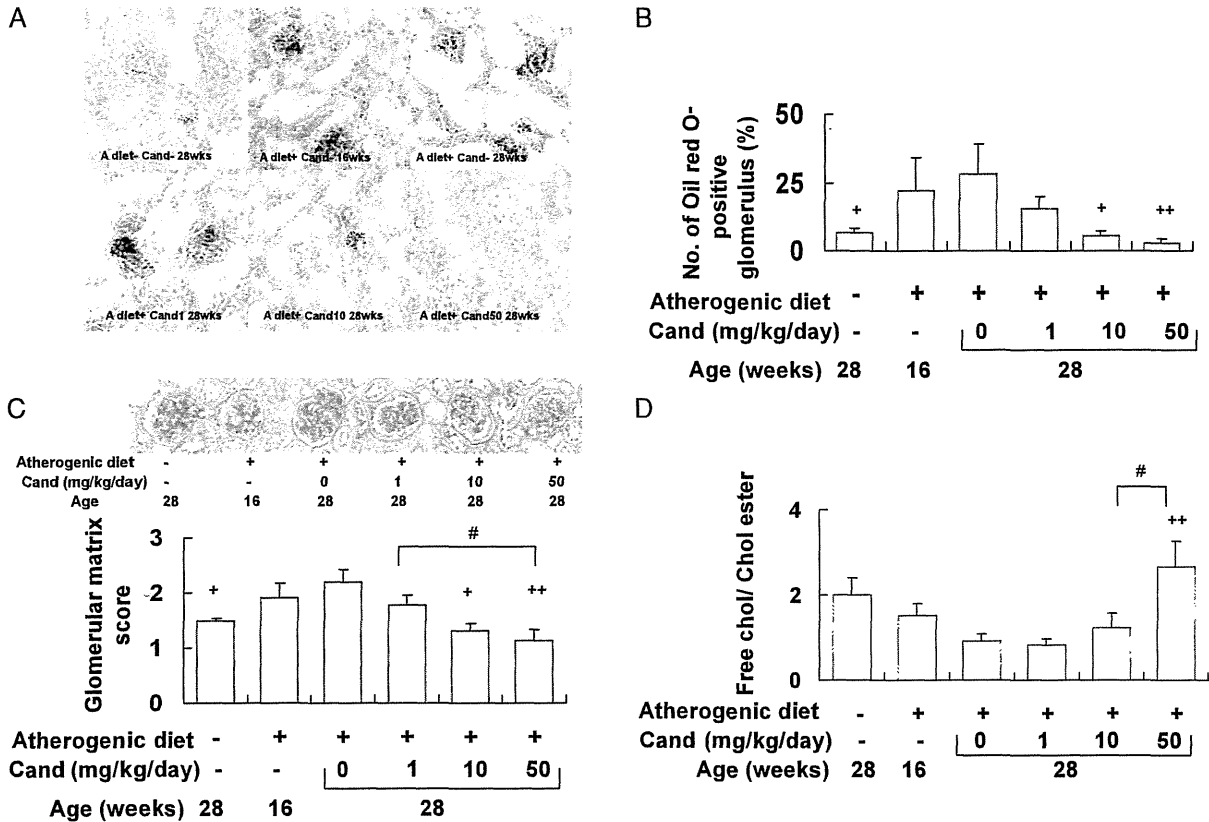 A
A diet- Cand- 28wks
A diet+ Cand- 16wks
A diet+ Cand- 28wks
A diet+ Cand1 28wks
A diet+ Cand10 28wks
A diet+ Cand50 28wks
B
No. of Oil red O-
positive
glomerulus (%)
50
25
0
+ + ++
Atherogenic diet - + + + + +
Cand (mg/kg/day) - - 0 1 10 50
Age (weeks) 28 16 28
C
Atherogenic diet - + + + + +
Cand (mg/kg/day) - - 0 1 10 50
Age 28 16 28 28 28 28
Glomerular matrix
score
3
2
1
0
#
+ + ++
Atherogenic diet - + + + + +
Cand (mg/kg/day) - - 0 1 10 50
Age (weeks) 28 16 28
D
Free chol/ Chol ester
4
2
0
#
++
Atherogenic diet - + + + + +
Cand (mg/kg/day) - - 0 1 10 50
Age (weeks) 28 16 28